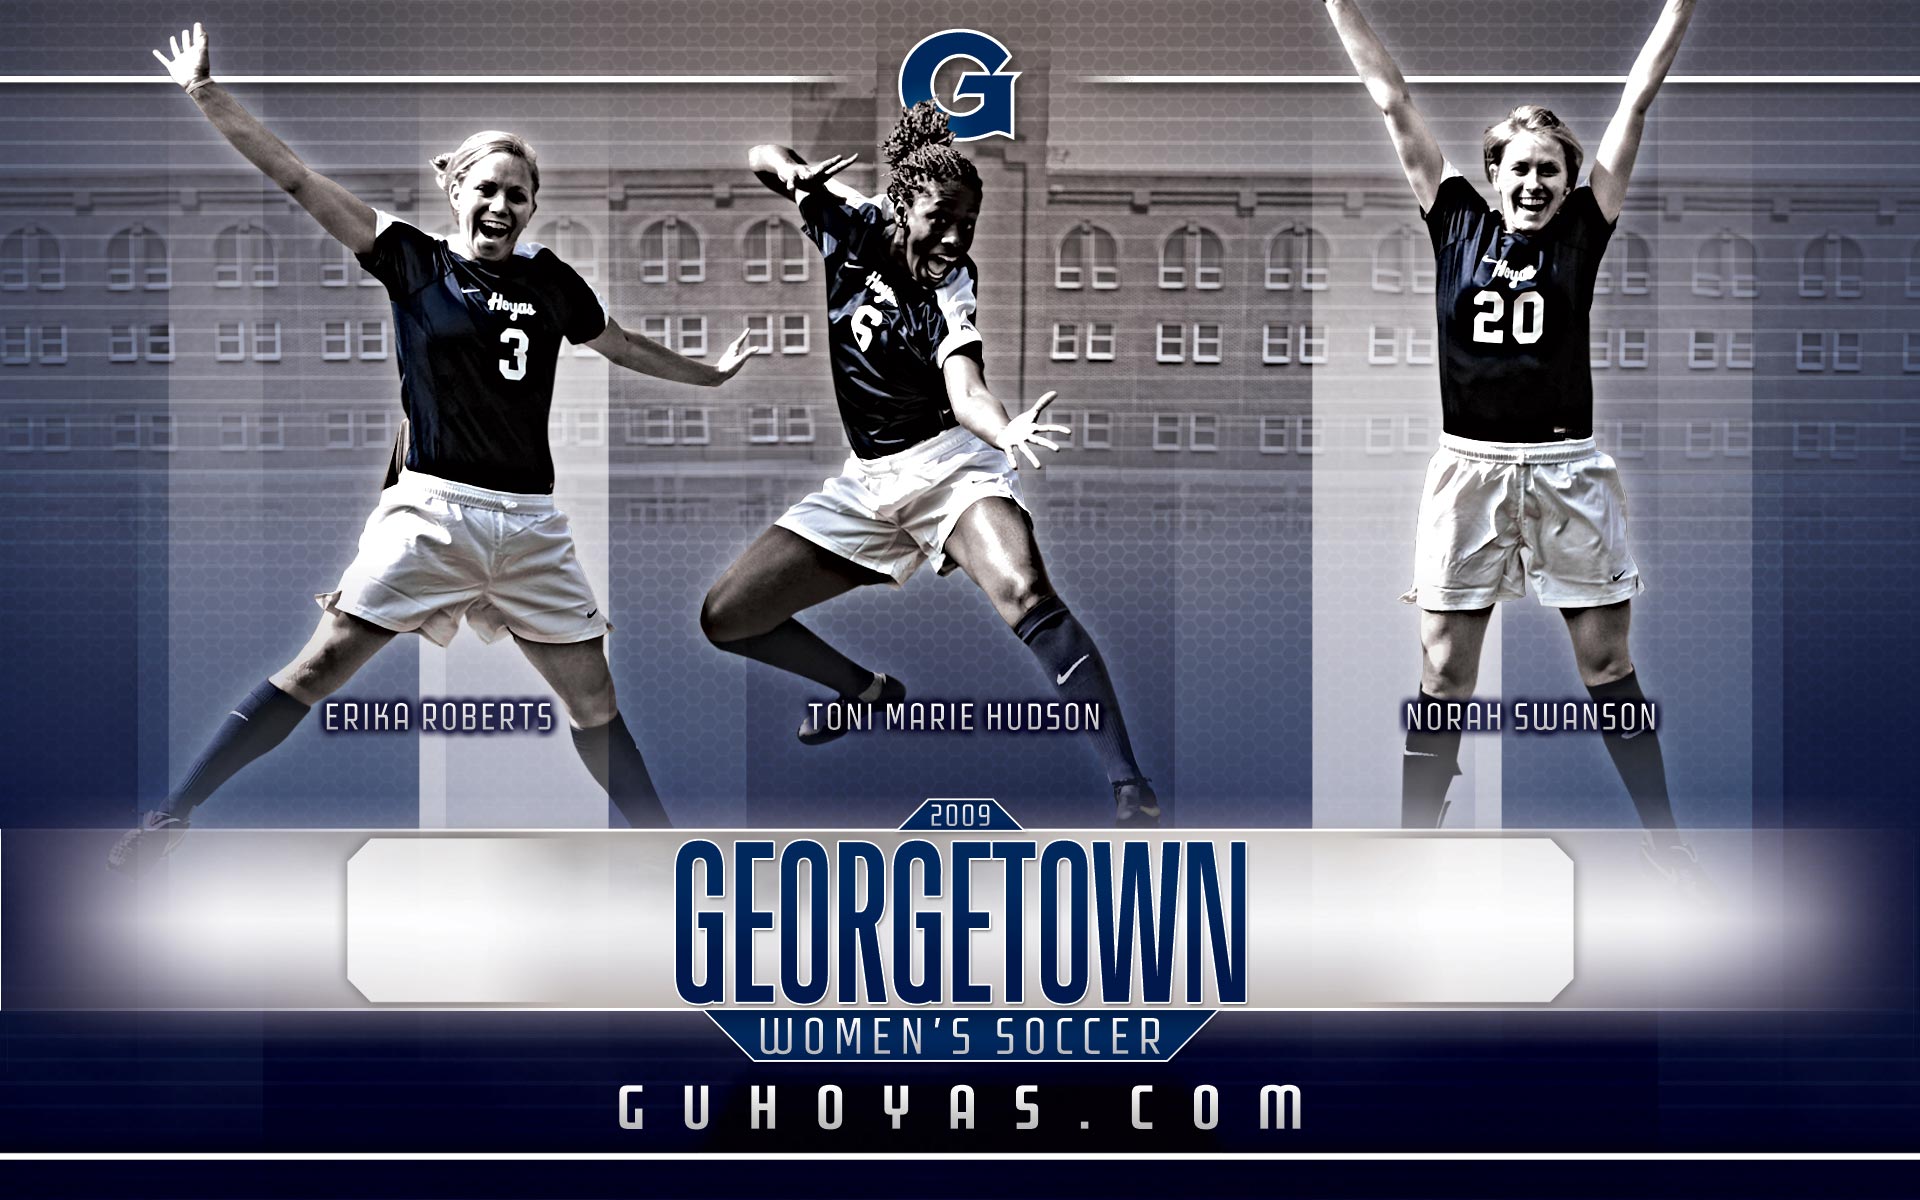 G
Hoyas
3
Hoyas
6
Hoyas
20
ERIKA ROBERTS
TONI MARIE HUDSON
NORAH SWANSON
2009
GEORGETOWN
WOMEN'S SOCCER
GUHOYAS.COM